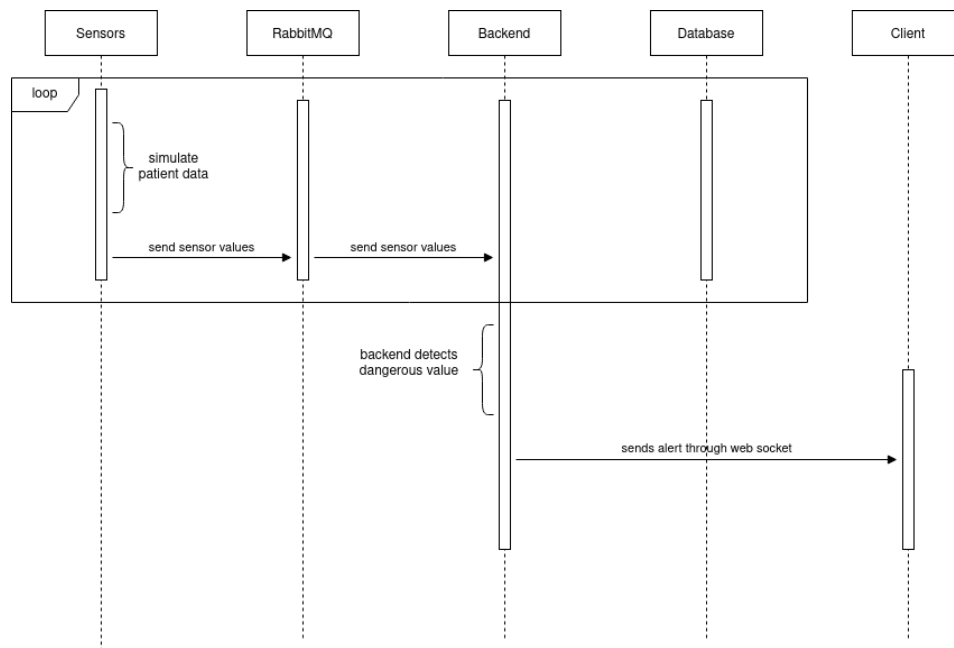 Sensors
RabbitMQ
Backend
Database
Client
loop
simulate
patient data
send sensor values
send sensor values
backend detects
dangerous value
sends alert through web socket